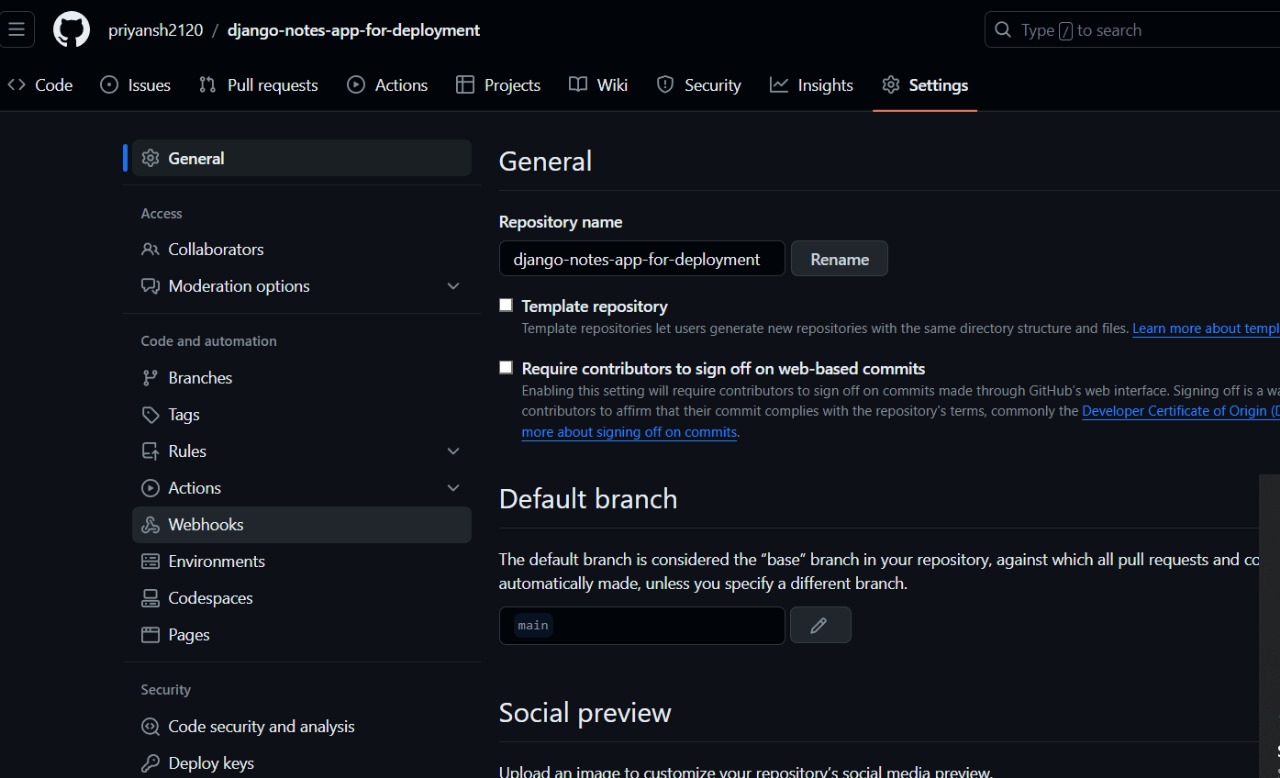 priyansh2120 / django-notes-app-for-deployment
Type / to search
Code Issues Pull requests Actions Projects Wiki Security Insights Settings
General
Access
Collaborators
Moderation options
Code and automation
Branches
Tags
Rules
Actions
Webhooks
Environments
Codespaces
Pages
Security
Code security and analysis
Deploy keys
General
Repository name
django-notes-app-for-deployment Rename
Template repository
Template repositories let users generate new repositories with the same directory structure and files. Learn more about templ
Require contributors to sign off on web-based commits
Enabling this setting will require contributors to sign off on commits made through GitHub's web interface. Signing off is a wa
contributors to affirm that their commit complies with the repository's terms, commonly the Developer Certificate of Origin (D
more about signing off on commits.
Default branch
The default branch is considered the “base” branch in your repository, against which all pull requests and co
automatically made, unless you specify a different branch.
main
Social preview
Upload an image to customize your repository's social media preview.